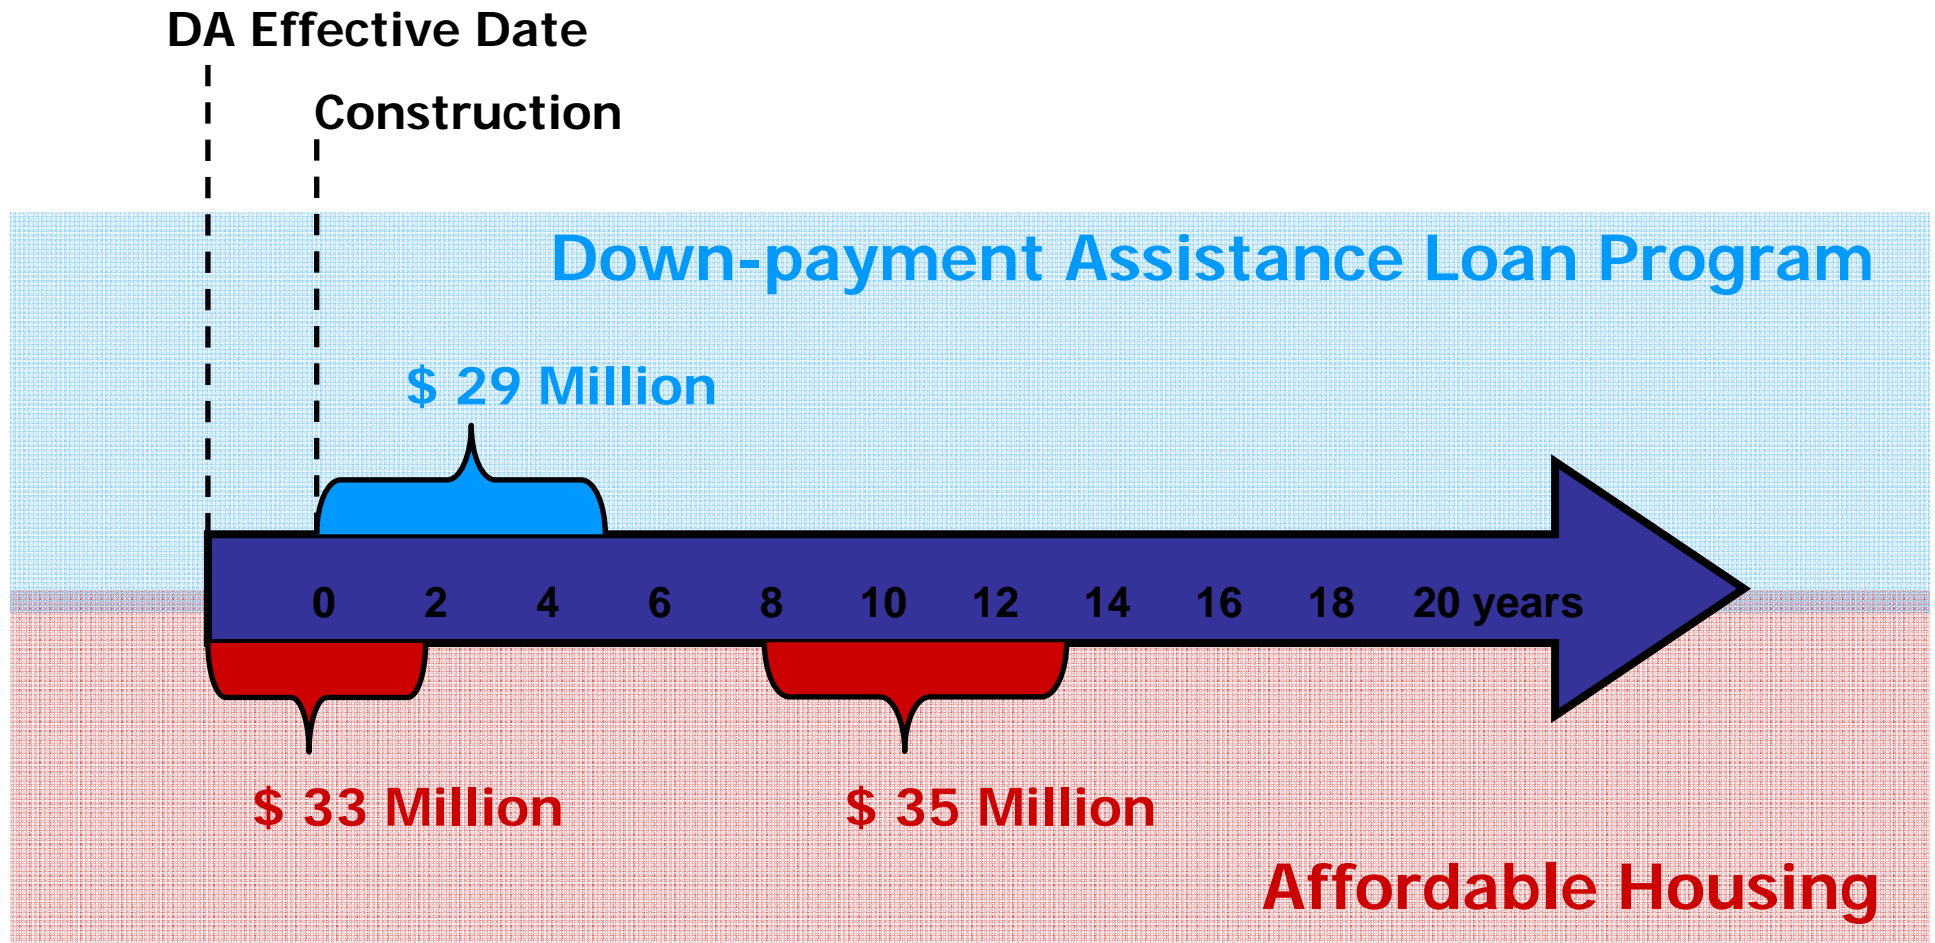 DA Effective Date
Construction
Down-payment Assistance Loan Program
$ 29 Million
0 2 4 6 8 10 12 14 16 18 20 years
$ 33 Million $ 35 Million
Affordable Housing